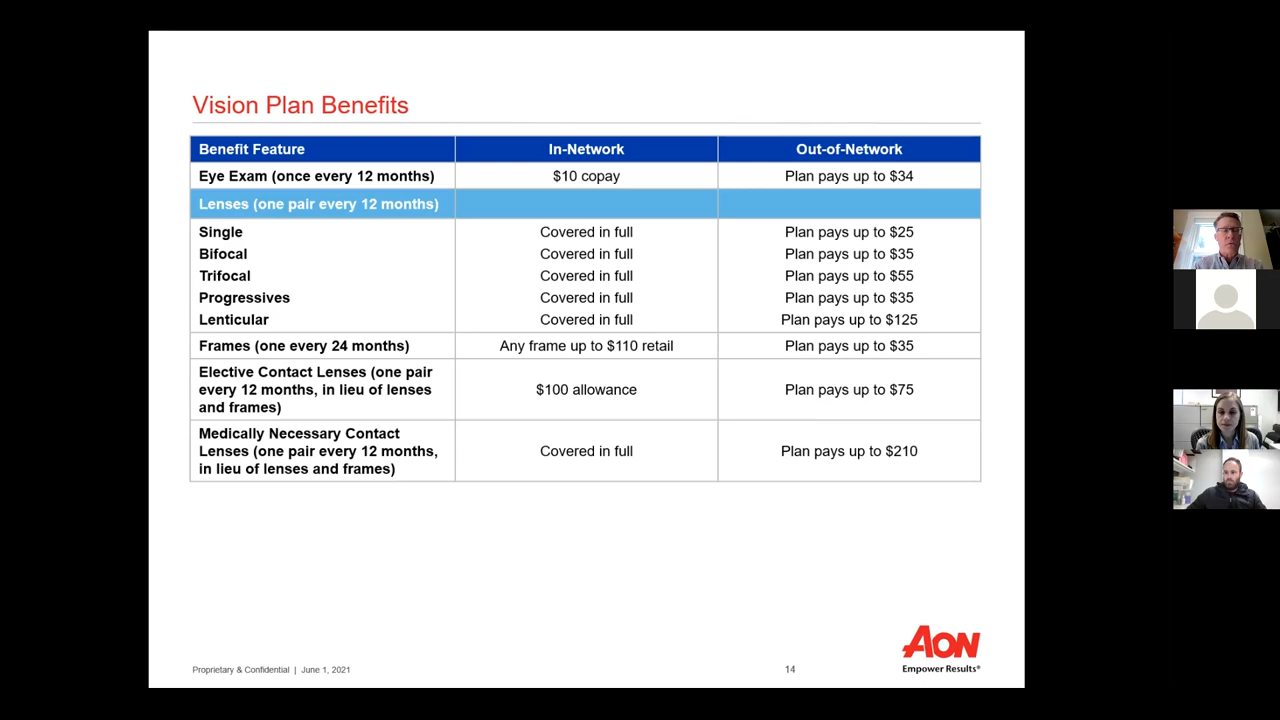 Vision Plan Benefits
Benefit Feature In-Network Out-of-Network
Eye Exam (once every 12 months) $10 copay Plan pays up to $34
Lenses (one pair every 12 months)
Single Covered in full Plan pays up to $25
Bifocal Covered in full Plan pays up to $35
Trifocal Covered in full Plan pays up to $55
Progressives Covered in full Plan pays up to $35
Lenticular Covered in full Plan pays up to $125
Frames (one every 24 months) Any frame up to $110 retail Plan pays up to $35
Elective Contact Lenses (one pair
every 12 months, in lieu of lenses $100 allowance Plan pays up to $75
and frames)
Medically Necessary Contact
Lenses (one pair every 12 months, Covered in full Plan pays up to $210
in lieu of lenses and frames)
AON
Empower Results®
Proprietary & Confidential | June 1, 2021 14